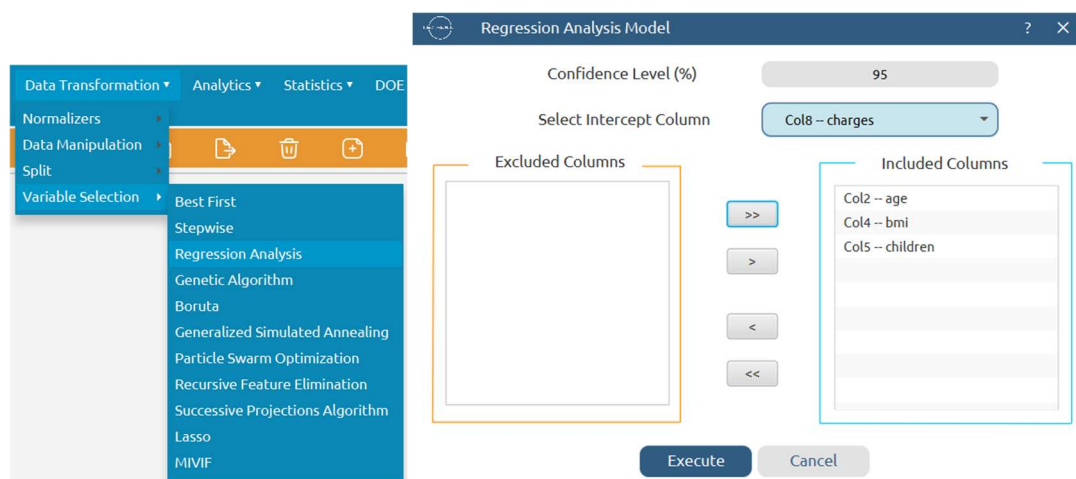 Data Transformation ▾ Analytics ▾ Statistics ▾ DOE
Normalizers
Data Manipulation
Split
Variable Selection
Best First
Stepwise
Regression Analysis
Genetic Algorithm
Boruta
Generalized Simulated Annealing
Particle Swarm Optimization
Recursive Feature Elimination
Successive Projections Algorithm
Lasso
MIVIF
Regression Analysis Model ? ×
Confidence Level (%) 95
Select Intercept Column Col8 -- charges
Excluded Columns
>>
>
<
<<
Included Columns
Col2 -- age
Col4 -- bmi
Col5 -- children
Execute Cancel